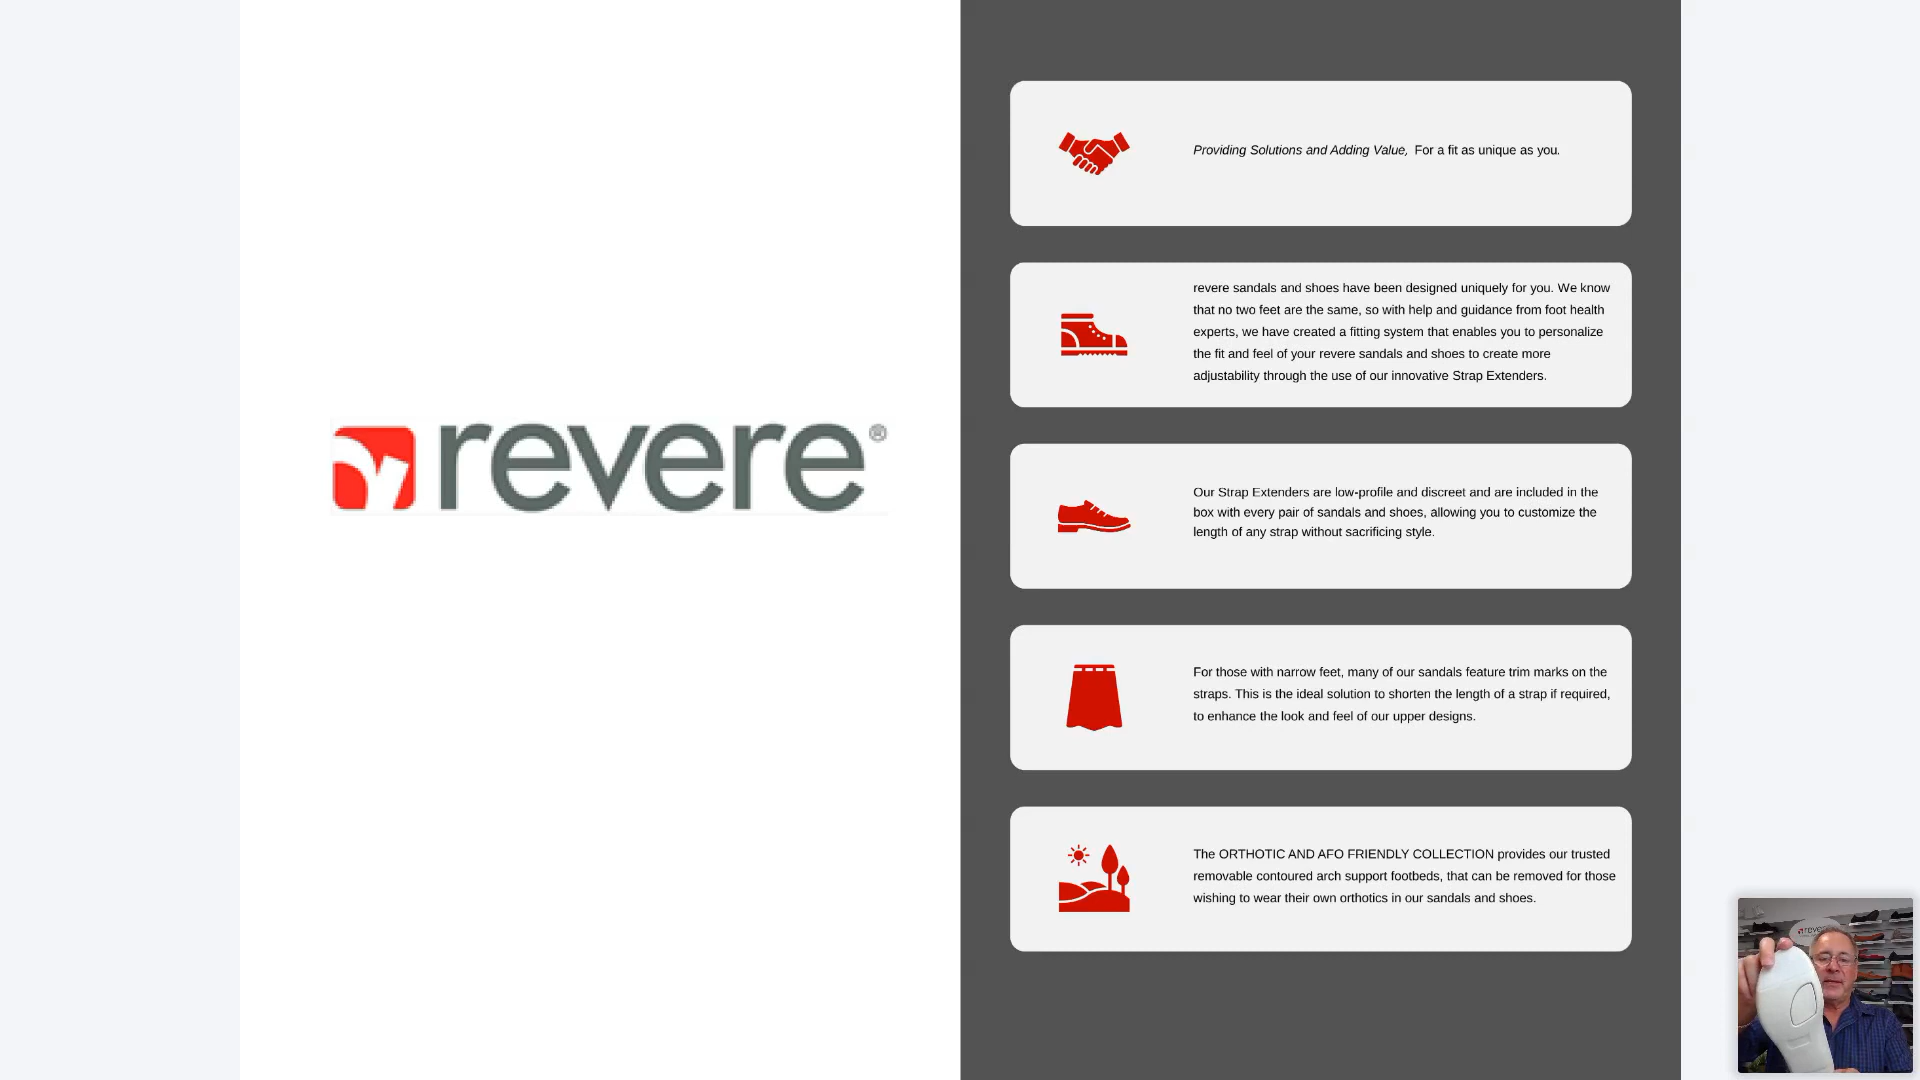 revere®
Providing Solutions and Adding Value, For a fit as unique as you.
revere sandals and shoes have been designed uniquely for you. We know
that no two feet are the same, so with help and guidance from foot health
experts, we have created a fitting system that enables you to personalize
the fit and feel of your revere sandals and shoes to create more
adjustability through the use of our innovative Strap Extenders.
Our Strap Extenders are low-profile and discreet and are included in the
box with every pair of sandals and shoes, allowing you to customize the
length of any strap without sacrificing style.
For those with narrow feet, many of our sandals feature trim marks on the
straps. This is the ideal solution to shorten the length of a strap if required,
to enhance the look and feel of our upper designs.
The ORTHOTIC AND AFO FRIENDLY COLLECTION provides our trusted
removable contoured arch support footbeds, that can be removed for those
wishing to wear their own orthotics in our sandals and shoes.
revere